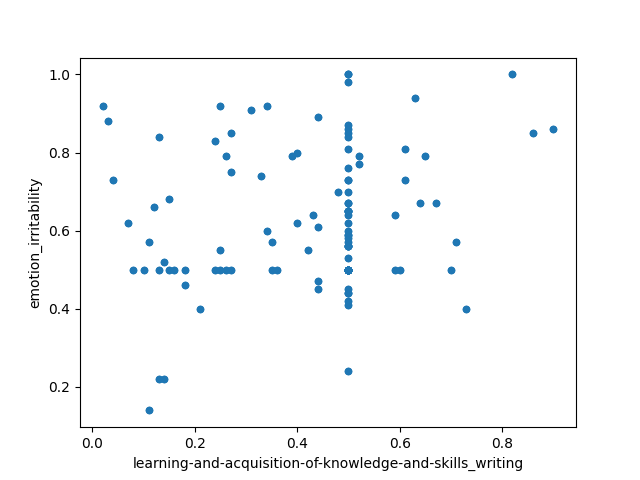 1.0
0.8
0.6
0.4
0.2
emotion_irritability
0.0 0.2 0.4 0.6 0.8
learning-and-acquisition-of-knowledge-and-skills_writing